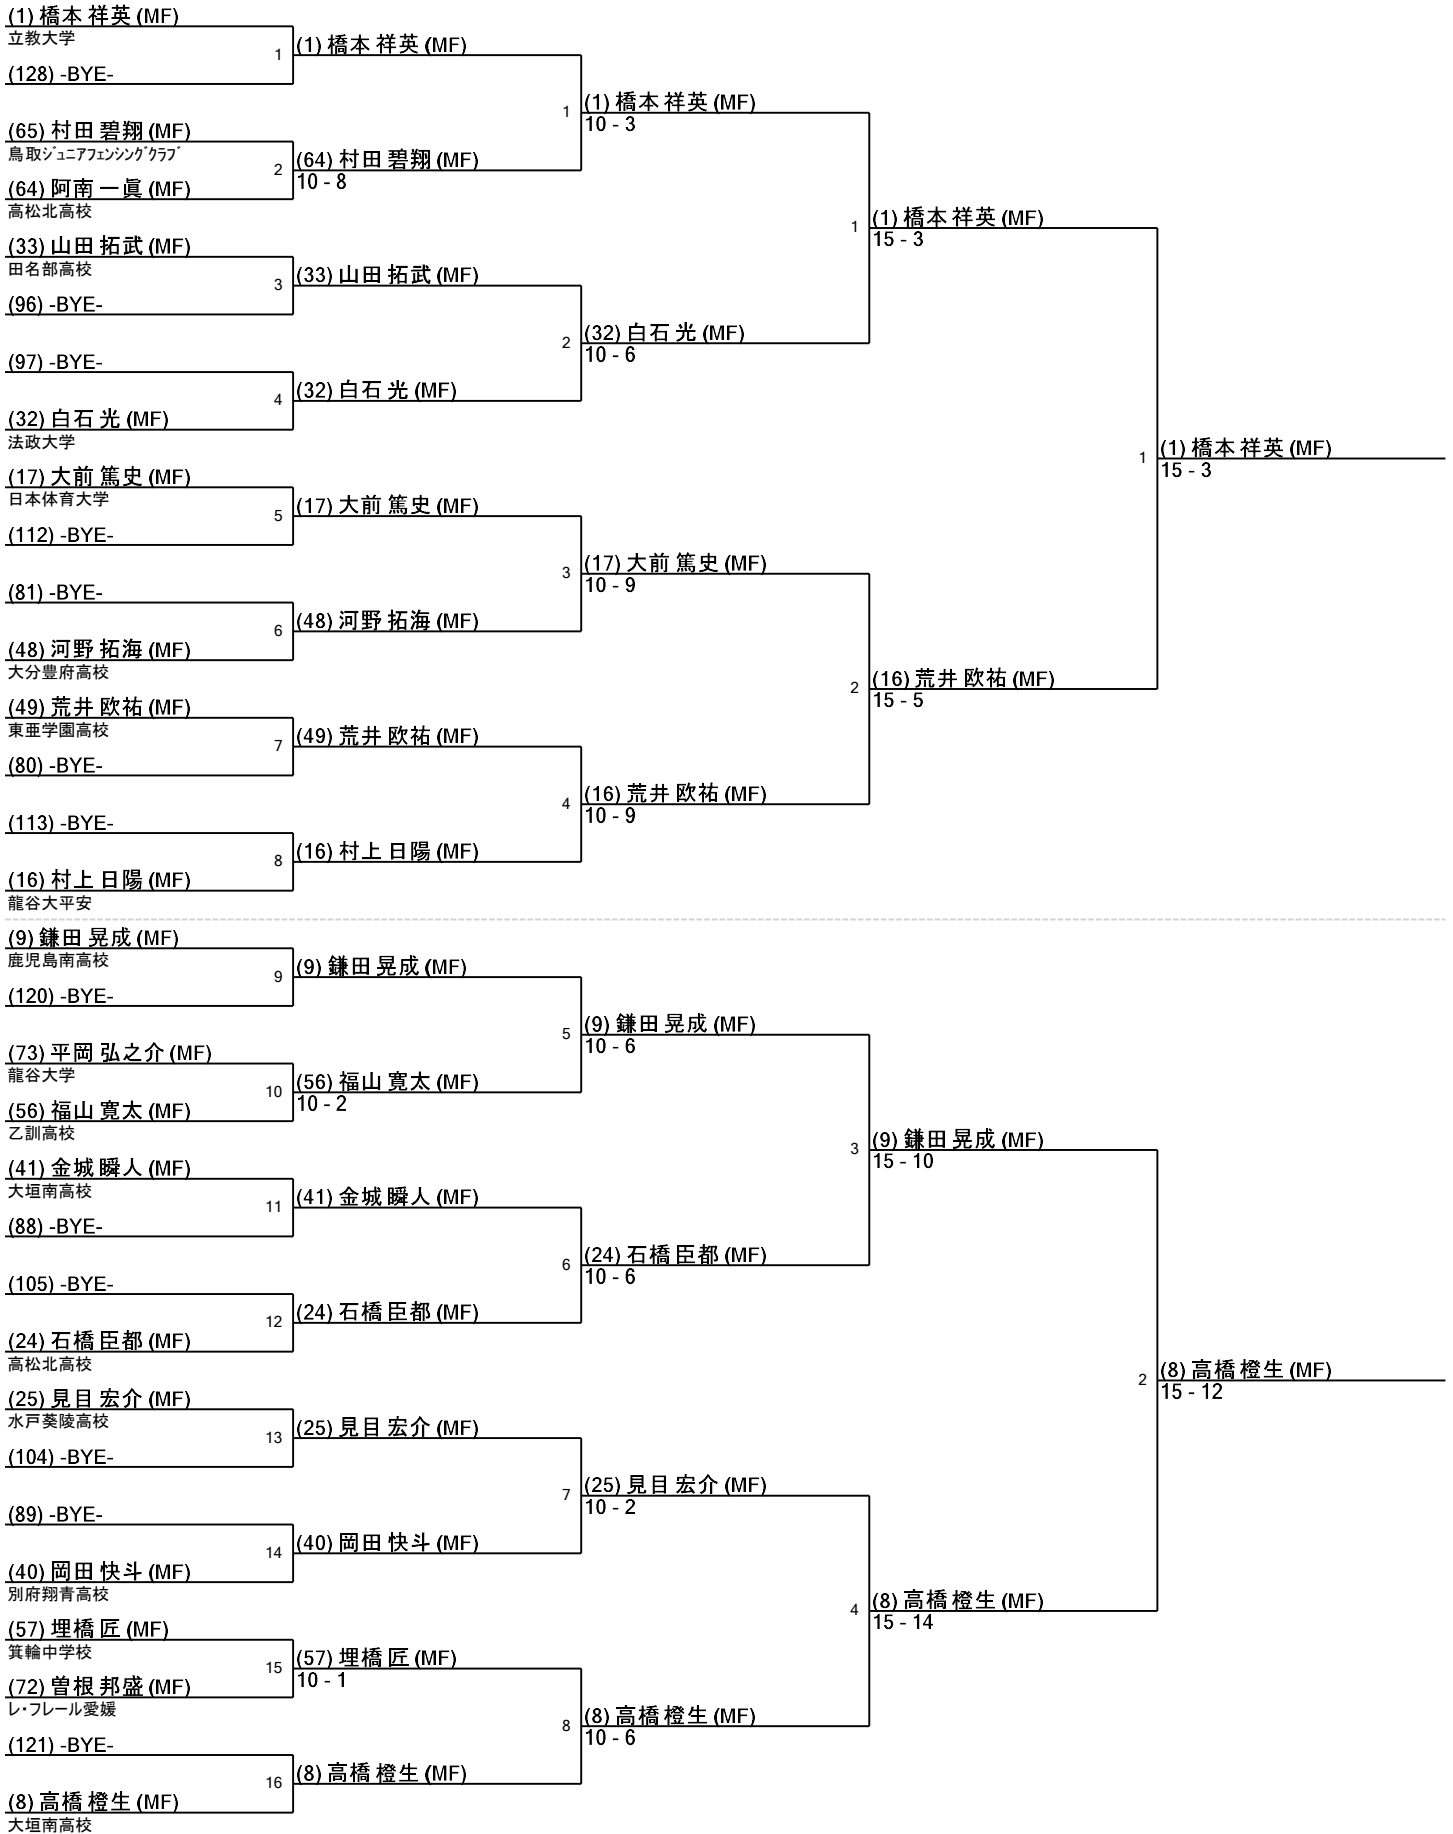 (1) 橋本 祥英 (MF)
立教大学
1
(1) 橋本 祥英 (MF)
(128) -BYE-
1
(1) 橋本 祥英 (MF)
10 - 3
(65) 村田 碧翔 (MF)
鳥取ｼﾞｭﾆｱﾌｪﾝｼﾝｸﾞｸﾗﾌﾞ
2
(64) 村田 碧翔 (MF)
10 - 8
(64) 阿南 一眞 (MF)
高松北高校
1
(1) 橋本 祥英 (MF)
15 - 3
(33) 山田 拓武 (MF)
田名部高校
3
(33) 山田 拓武 (MF)
(96) -BYE-
2
(32) 白石 光 (MF)
10 - 6
(97) -BYE-
4
(32) 白石 光 (MF)
(32) 白石 光 (MF)
法政大学
1
(1) 橋本 祥英 (MF)
15 - 3
(17) 大前 篤史 (MF)
日本体育大学
5
(17) 大前 篤史 (MF)
(112) -BYE-
3
(17) 大前 篤史 (MF)
10 - 9
(81) -BYE-
6
(48) 河野 拓海 (MF)
(48) 河野 拓海 (MF)
大分豊府高校
2
(16) 荒井 欧祐 (MF)
15 - 5
(49) 荒井 欧祐 (MF)
東亜学園高校
7
(49) 荒井 欧祐 (MF)
(80) -BYE-
4
(16) 荒井 欧祐 (MF)
10 - 9
(113) -BYE-
8
(16) 村上 日陽 (MF)
(16) 村上 日陽 (MF)
龍谷大平安
(9) 鎌田 晃成 (MF)
鹿児島南高校
9
(9) 鎌田 晃成 (MF)
(120) -BYE-
5
(9) 鎌田 晃成 (MF)
10 - 6
(73) 平岡 弘之介 (MF)
龍谷大学
10
(56) 福山 寛太 (MF)
10 - 2
(56) 福山 寛太 (MF)
乙訓高校
3
(9) 鎌田 晃成 (MF)
15 - 10
(41) 金城 瞬人 (MF)
大垣南高校
11
(41) 金城 瞬人 (MF)
(88) -BYE-
6
(24) 石橋 臣都 (MF)
10 - 6
(105) -BYE-
12
(24) 石橋 臣都 (MF)
(24) 石橋 臣都 (MF)
高松北高校
2
(8) 高橋 橙生 (MF)
15 - 12
(25) 見目 宏介 (MF)
水戸葵陵高校
13
(25) 見目 宏介 (MF)
(104) -BYE-
7
(25) 見目 宏介 (MF)
10 - 2
(89) -BYE-
14
(40) 岡田 快斗 (MF)
(40) 岡田 快斗 (MF)
別府翔青高校
4
(8) 高橋 橙生 (MF)
15 - 14
(57) 埋橋 匠 (MF)
箕輪中学校
15
(57) 埋橋 匠 (MF)
10 - 1
(72) 曽根 邦盛 (MF)
レ・フレール愛媛
8
(8) 高橋 橙生 (MF)
10 - 6
(121) -BYE-
16
(8) 高橋 橙生 (MF)
(8) 高橋 橙生 (MF)
大垣南高校